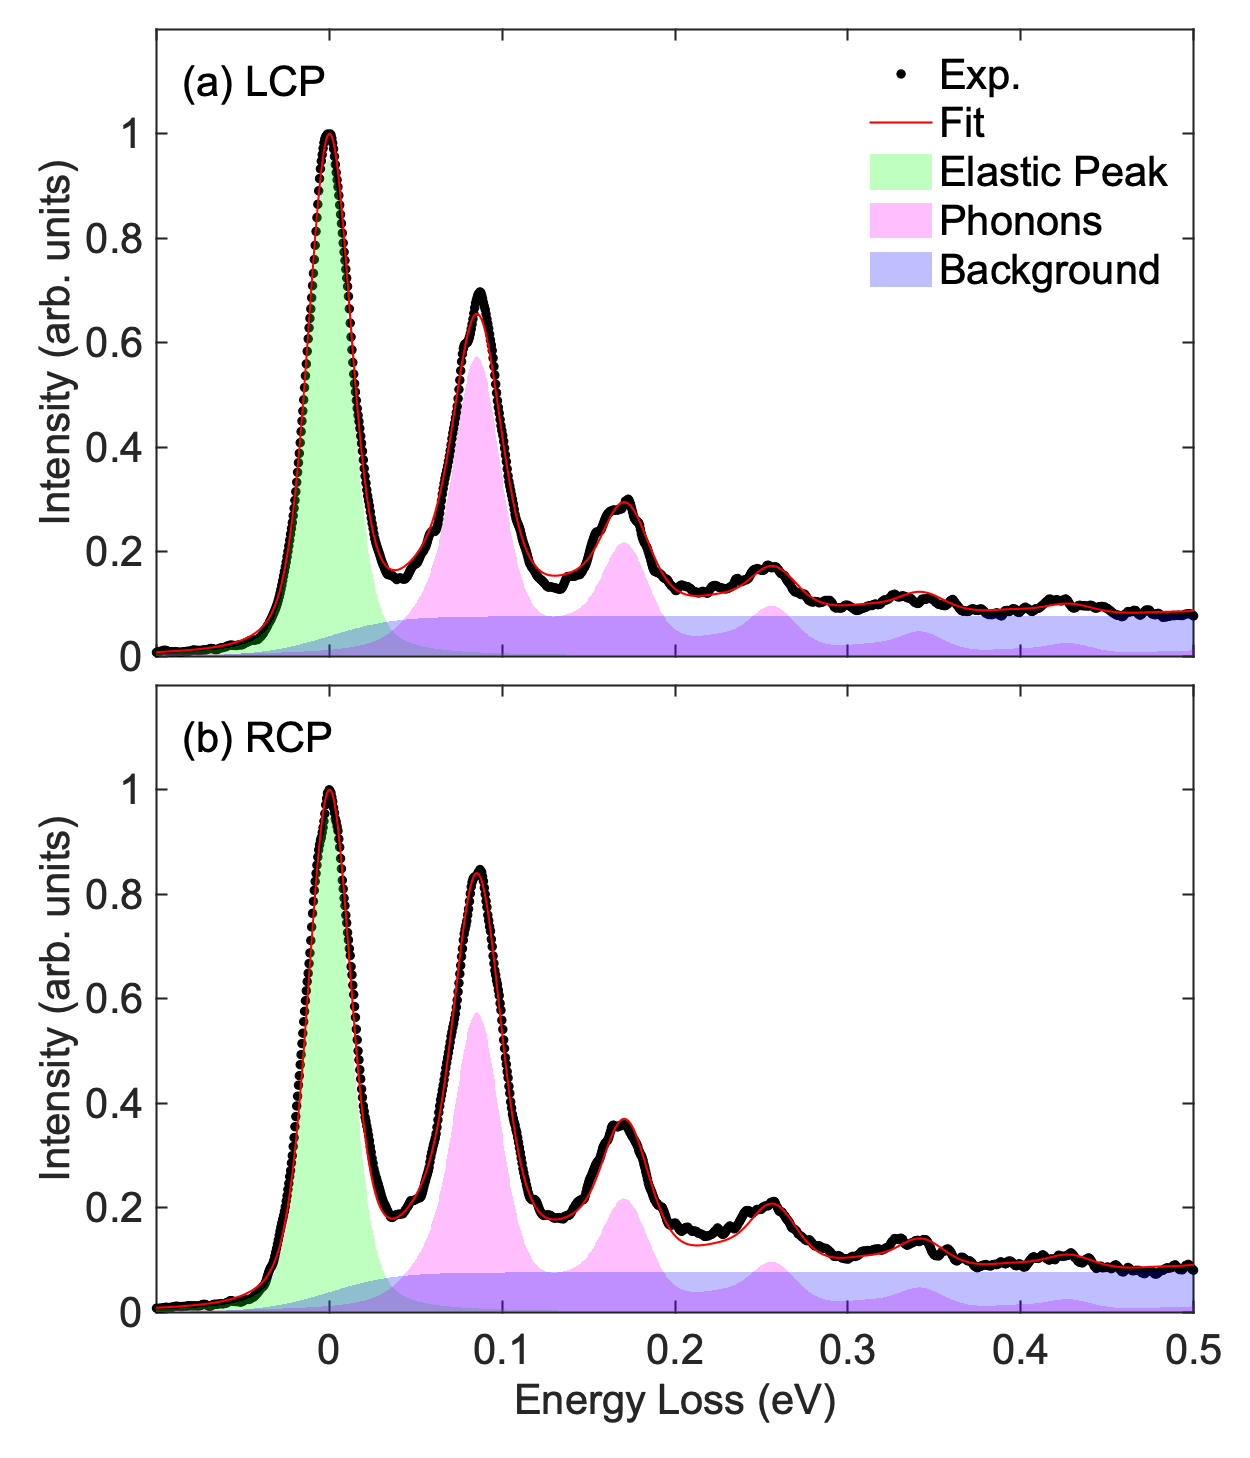 (a) LCP
Exp.
Fit
Elastic Peak
Phonons
Background
Intensity (arb. units)
1
0.8
0.6
0.4
0.2
0
(b) RCP
Intensity (arb. units)
1
0.8
0.6
0.4
0.2
0
0 0.1 0.2 0.3 0.4 0.5
Energy Loss (eV)